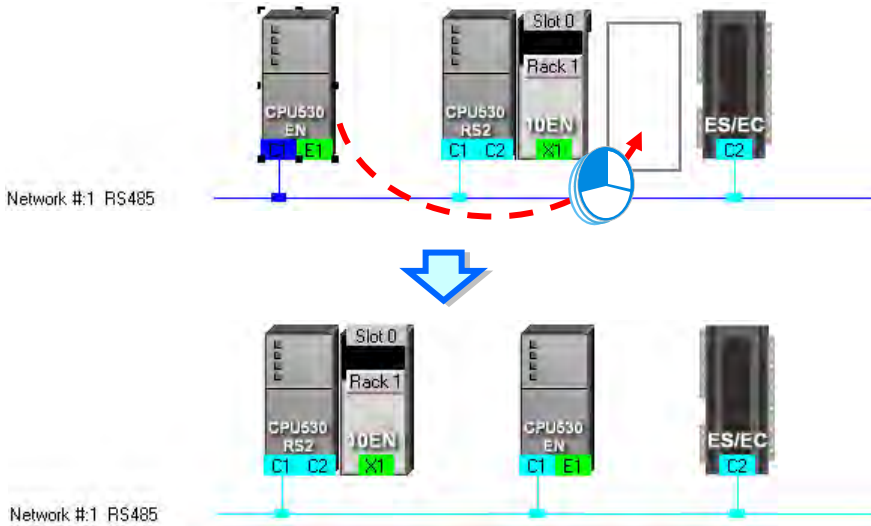 Slot 0
Rack 1
CPU530
EN
C1 E1
CPU530
RS2
C1 C2
10EN
X1
ES/EC
C2
Network #:1 RS485
Slot 0
Rack 1
CPU530
RS2
C1 C2
10EN
X1
CPU530
EN
C1 E1
ES/EC
C2
Network #:1 RS485